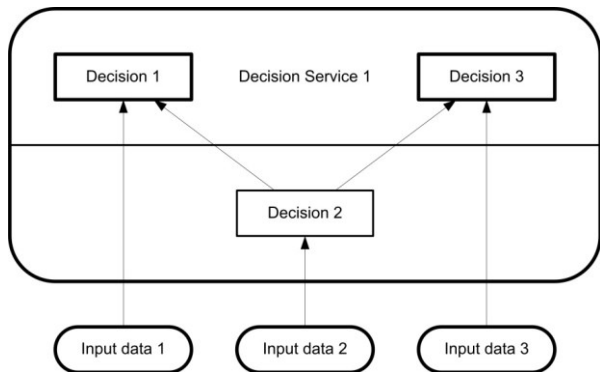 Decision 1
Decision Service 1
Decision 3
Decision 2
Input data 1
Input data 2
Input data 3